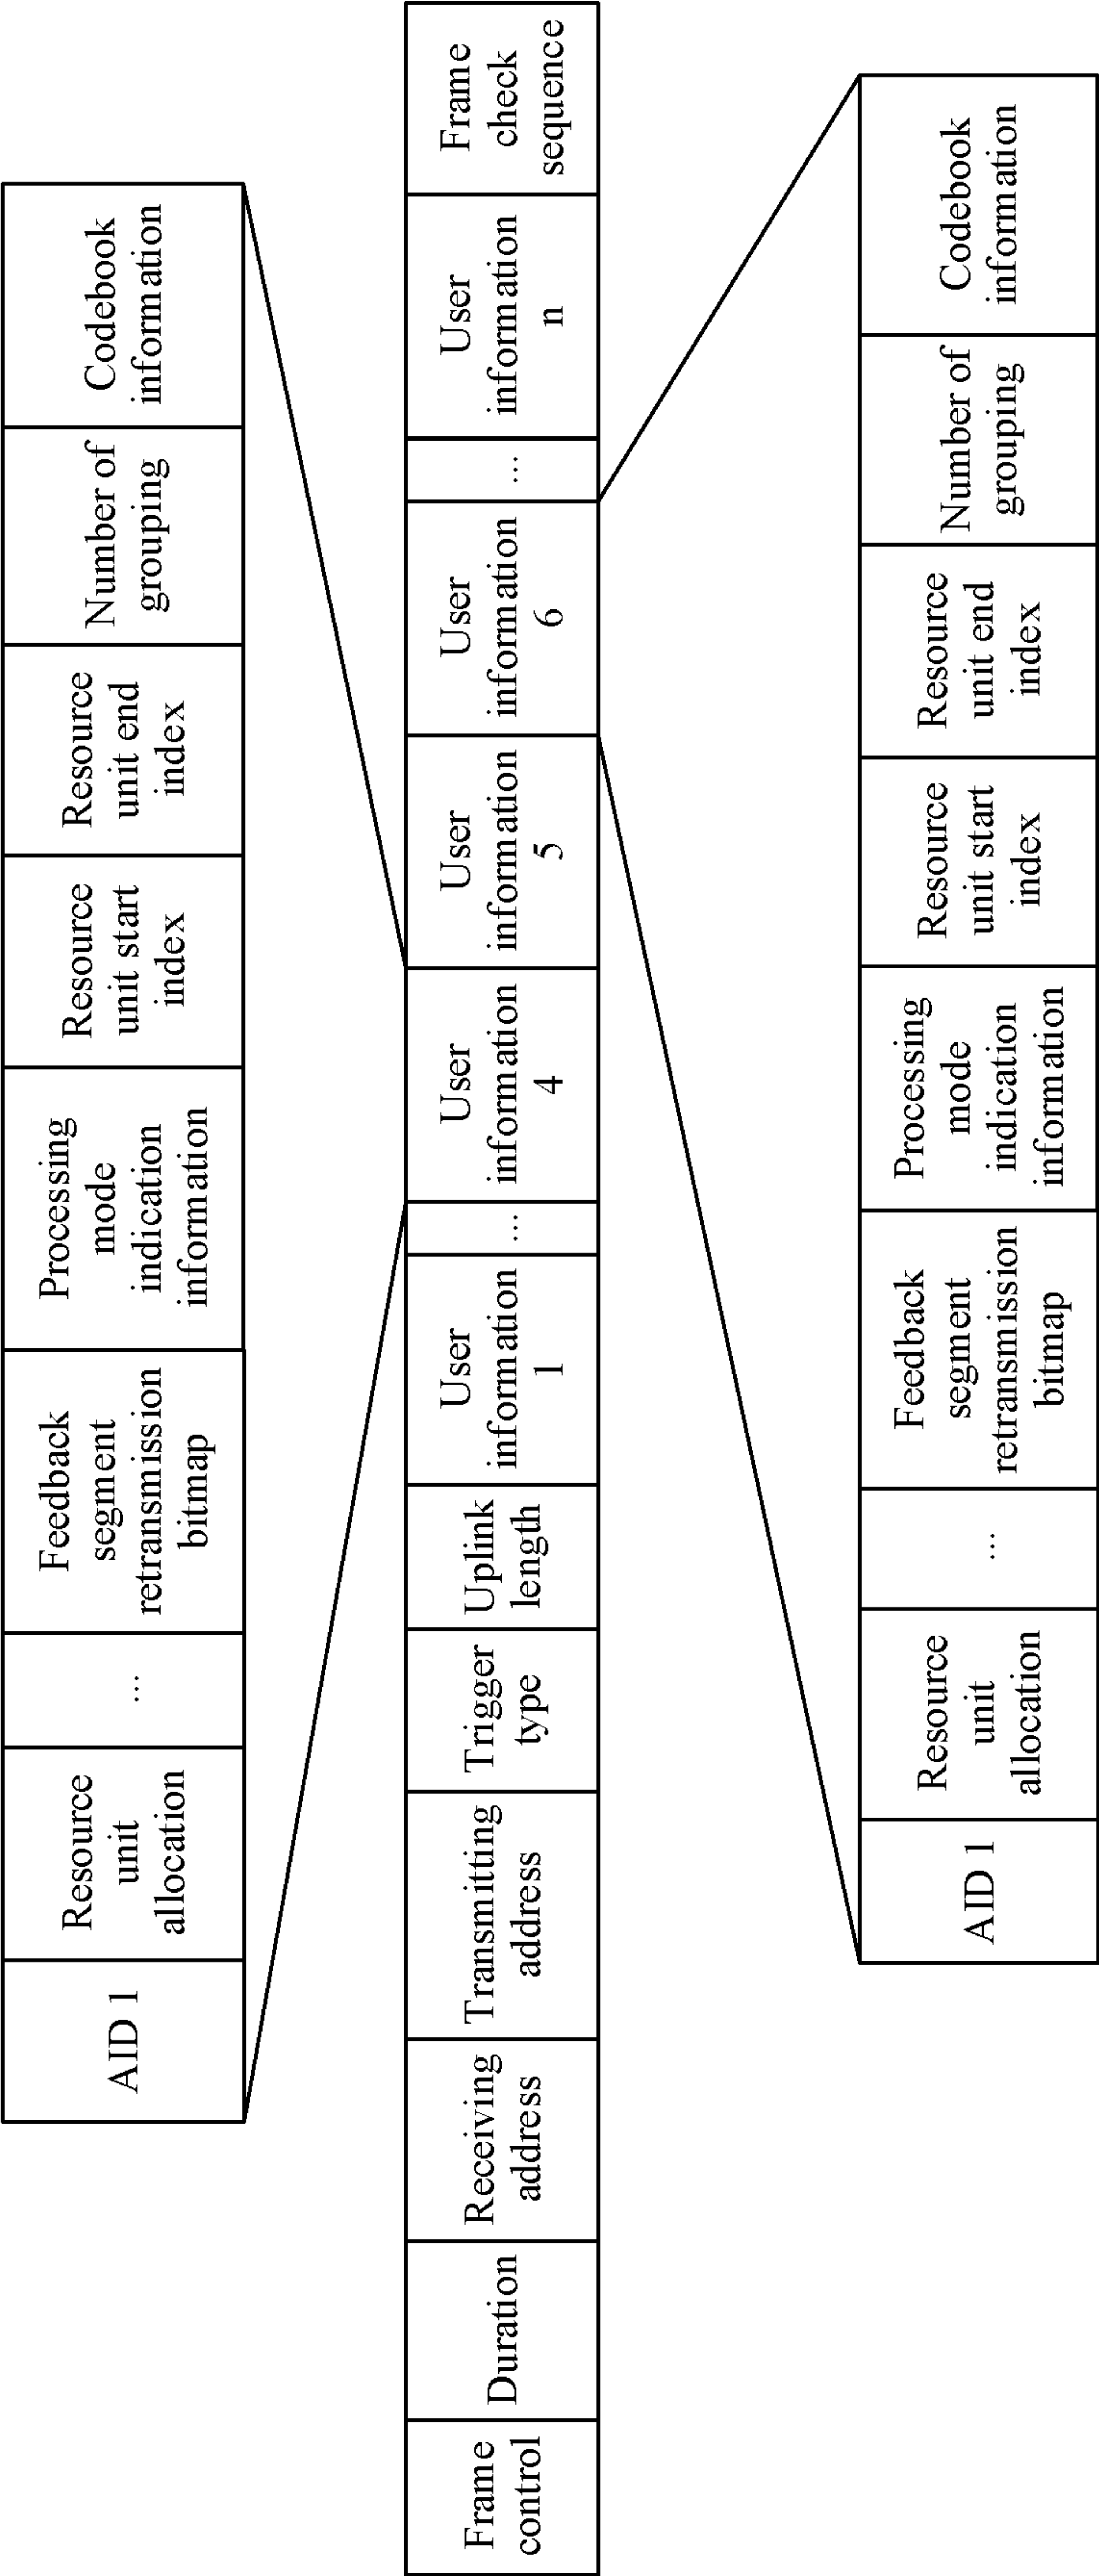 AID 1
Resource
unit
allocation
...
Feedback
segment
retransmission
bitmap
Processing
mode
indication
information
Resource
unit start
index
Resource
unit end
index
Number of
grouping
Codebook
information
Frame
control
Duration
Receiving
address
Transmitting
address
Trigger
type
Uplink
length
User
information
1
...
User
information
4
User
information
5
User
information
6
...
User
information
n
Frame
check
sequence
AID 1
Resource
unit
allocation
...
Feedback
segment
retransmission
bitmap
Processing
mode
indication
information
Resource
unit start
index
Resource
unit end
index
Number of
grouping
Codebook
information